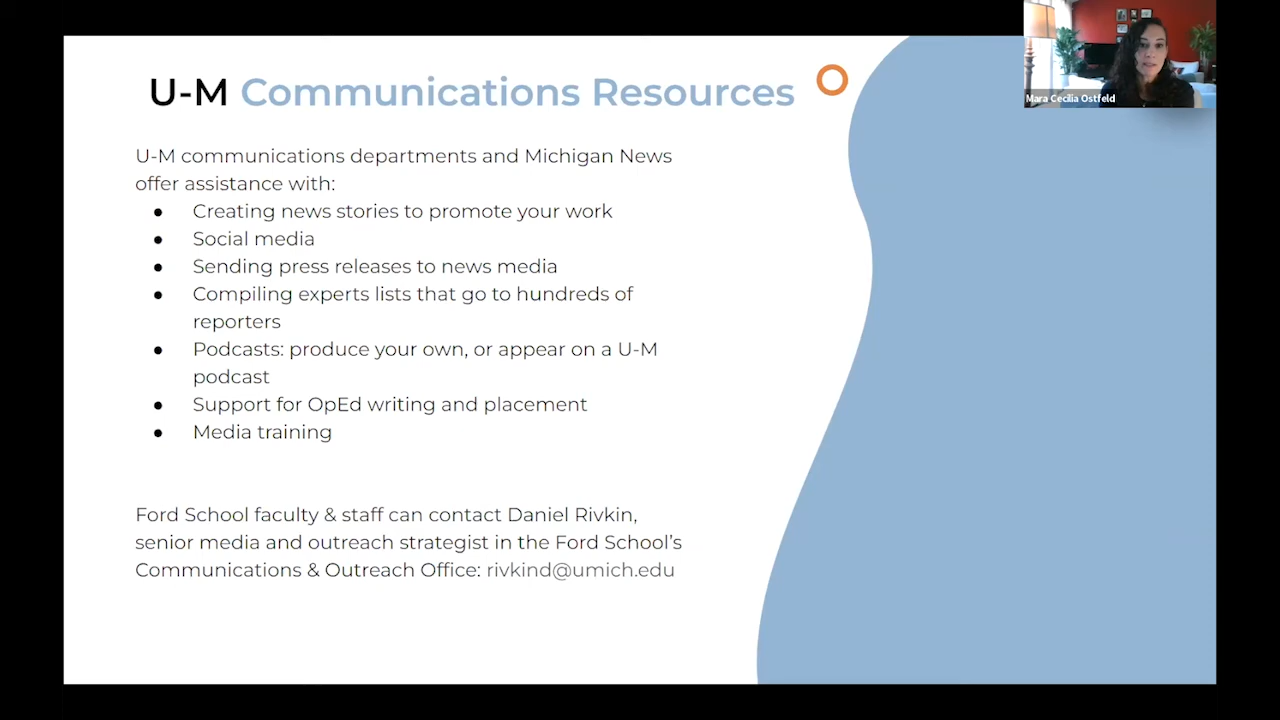 U-M Communications Resources
Mara Cecilia Ostfeld
U-M communications departments and Michigan News
offer assistance with:
● Creating news stories to promote your work
● Social media
● Sending press releases to news media
● Compiling experts lists that go to hundreds of
reporters
● Podcasts: produce your own, or appear on a U-M
podcast
● Support for OpEd writing and placement
● Media training
Ford School faculty & staff can contact Daniel Rivkin,
senior media and outreach strategist in the Ford School’s
Communications & Outreach Office: rivkind@umich.edu